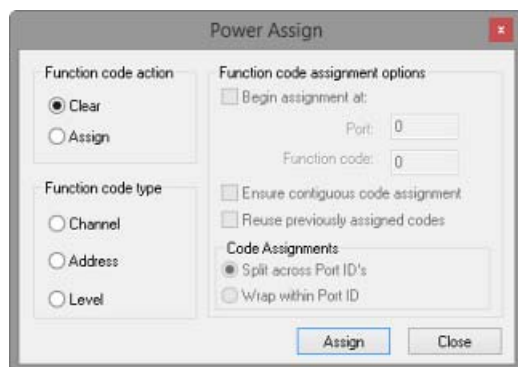 Power Assign
x
Function code action
Clear
Assign
Function code type
Channel
Address
Level
Function code assignment options
Begin assignment at:
Port: 0
Function code: 0
Ensure contiguous code assignment
Reuse previously assigned codes
Code Assignments
Split across Port ID's
Wrap within Port ID
Assign Close